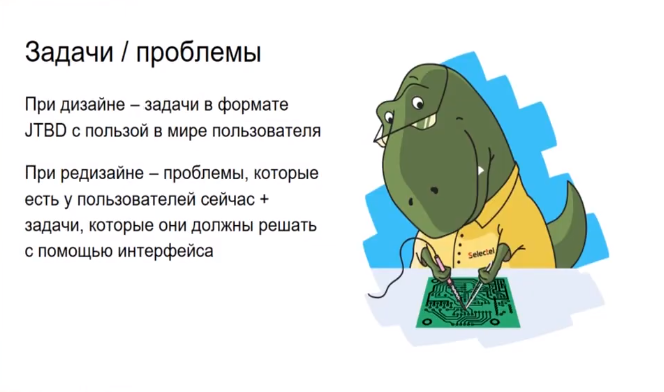 Задачи / проблемы
При дизайне – задачи в формате
JTBD с пользой в мире пользователя
При редизайне – проблемы, которые
есть у пользователей сейчас +
задачи, которые они должны решать
с помощью интерфейса
Selectel